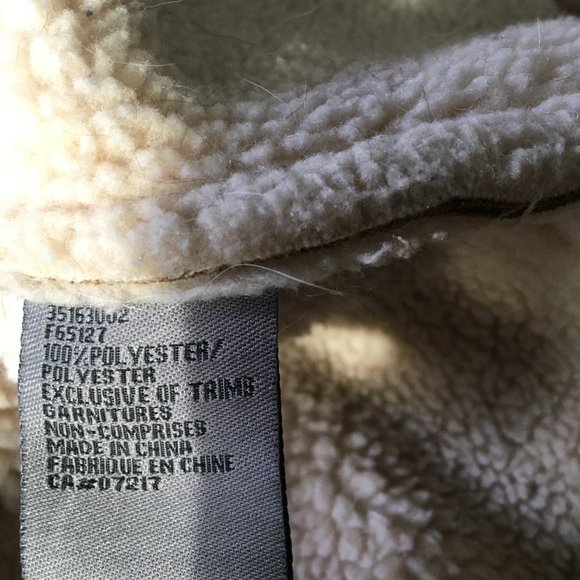 35163002
F65127
100%POLYESTER/
POLYESTER
EXCLUSIVE OF TRIMS
GARNITURES
NON-COMPRISES
MADE IN CHINA
FABRIQUE EN CHINE
CA#07217